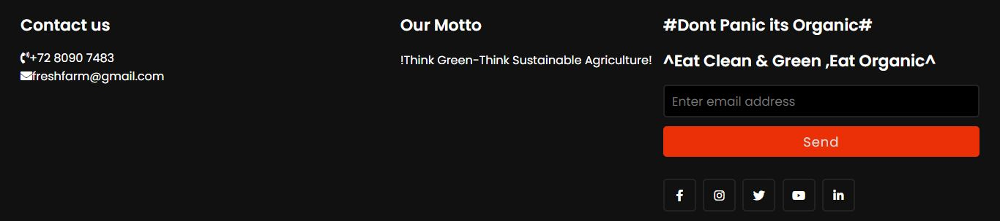 Contact us
+72 8090 7483
freshfarm@gmail.com
Our Motto
!Think Green-Think Sustainable Agriculture!
#Dont Panic its Organic#
^Eat Clean & Green ,Eat Organic^
Enter email address
Send